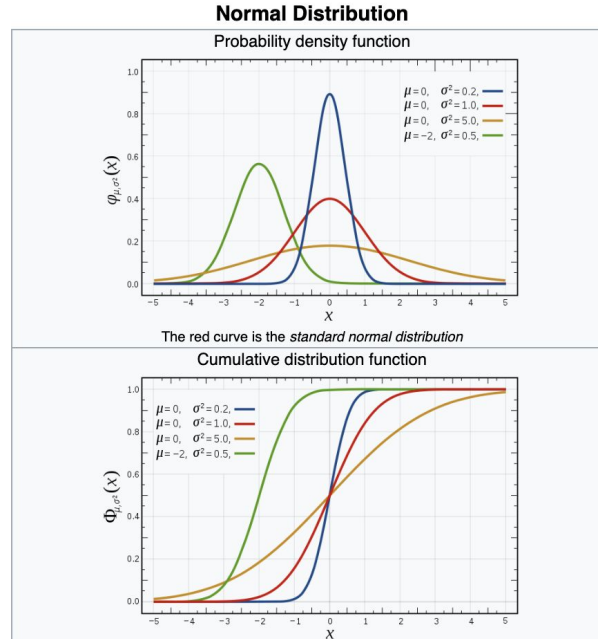 Normal Distribution
Probability density function
φμ,σ²(x)
1.0
0.8
0.6
0.4
0.2
0.0
μ=0, σ²=0.2,
μ=0, σ²=1.0,
μ=0, σ²=5.0,
μ=−2, σ²=0.5,
−5 −4 −3 −2 −1 0 1 2 3 4 5
x
The red curve is the standard normal distribution
Cumulative distribution function
Φμ,σ²(x)
1.0
0.8
0.6
0.4
0.2
0.0
μ=0, σ²=0.2,
μ=0, σ²=1.0,
μ=0, σ²=5.0,
μ=−2, σ²=0.5,
−5 −4 −3 −2 −1 0 1 2 3 4 5
x